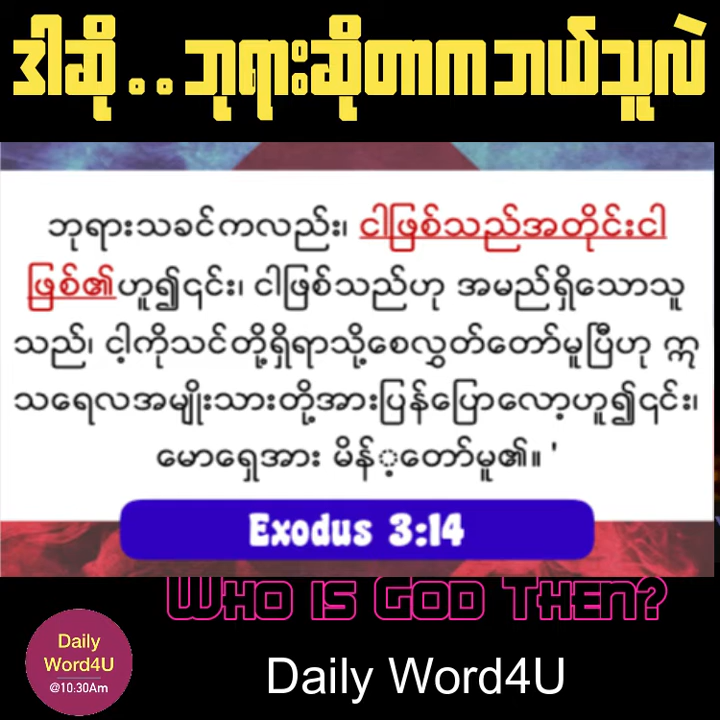 ဒါဆို . . ဘုရားဆိုတာက ဘယ်သူလဲ
ဘုရားသခင်ကလည်း၊ ငါဖြစ်သည်အတိုင်းငါ
ဖြစ်၏ဟူ၍၎င်း၊ ငါဖြစ်သည်ဟု အမည်ရှိသောသူ
သည်၊ ငါ့ကိုသင်တို့ရှိရာသို့စေလွှတ်တော်မူပြီဟု ဣ
သရေလအမျိုးသားတို့အားပြန်ပြောလော့ဟူ၍၎င်း၊
မောရှေအား မိန့််တော်မူ၏။ '
Exodus 3:14
WHO IS GOD THEN?
Daily
Word4U
@10:30Am
Daily Word4U